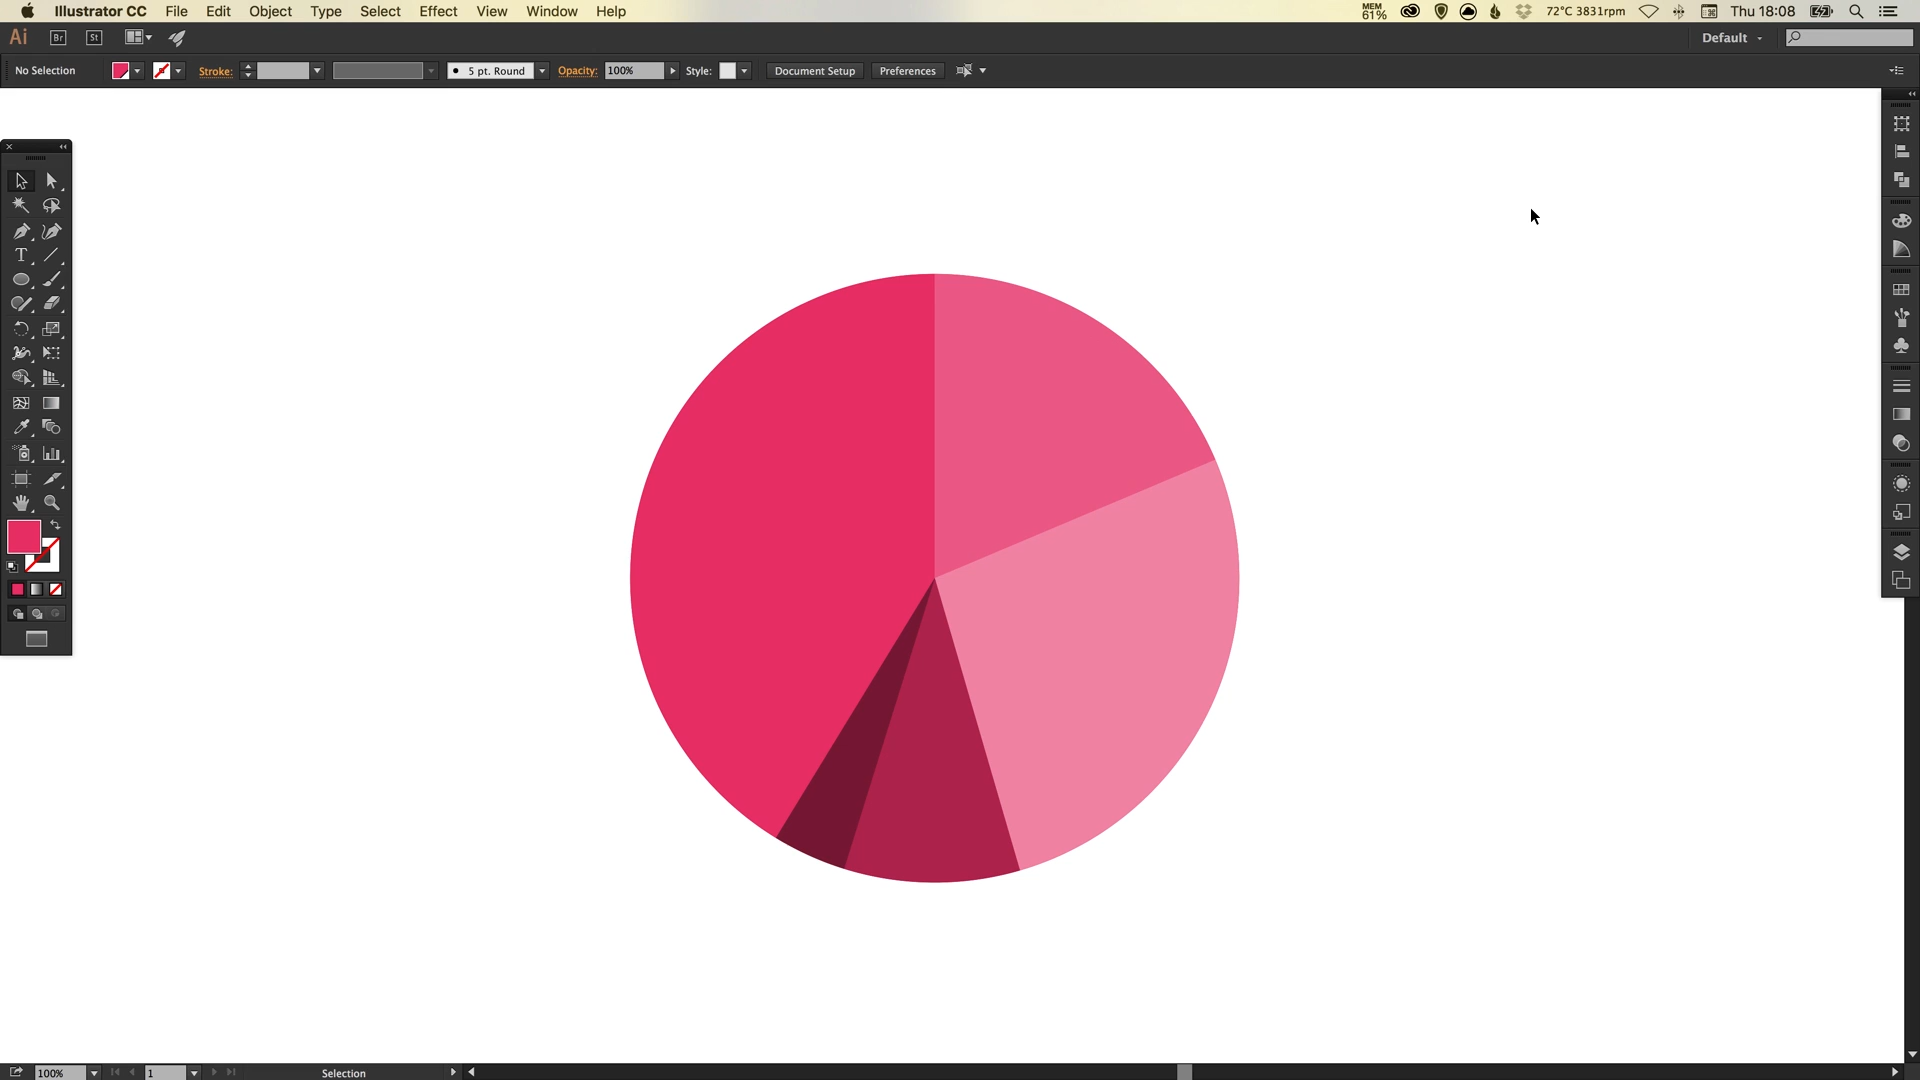 Illustrator CC File Edit Object Type Select Effect View Window Help MEM 61% 72°C 3831rpm Thu 18:08
Ai Br St Default
No Selection Stroke: 5 pt. Round Opacity: 100% Style: Document Setup Preferences
T
100% 1 Selection